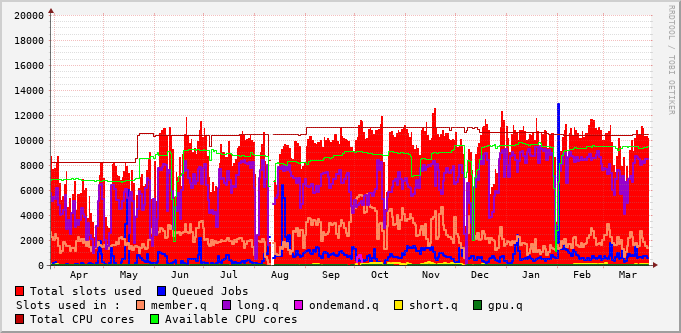 20000
18000
16000
14000
12000
10000
8000
6000
4000
2000
0
Apr May Jun Jul Aug Sep Oct Nov Dec Jan Feb Mar
RRDTOOL / TOBI OETIKER
Total slots used Queued Jobs
Slots used in : member.q long.q ondemand.q short.q gpu.q
Total CPU cores Available CPU cores